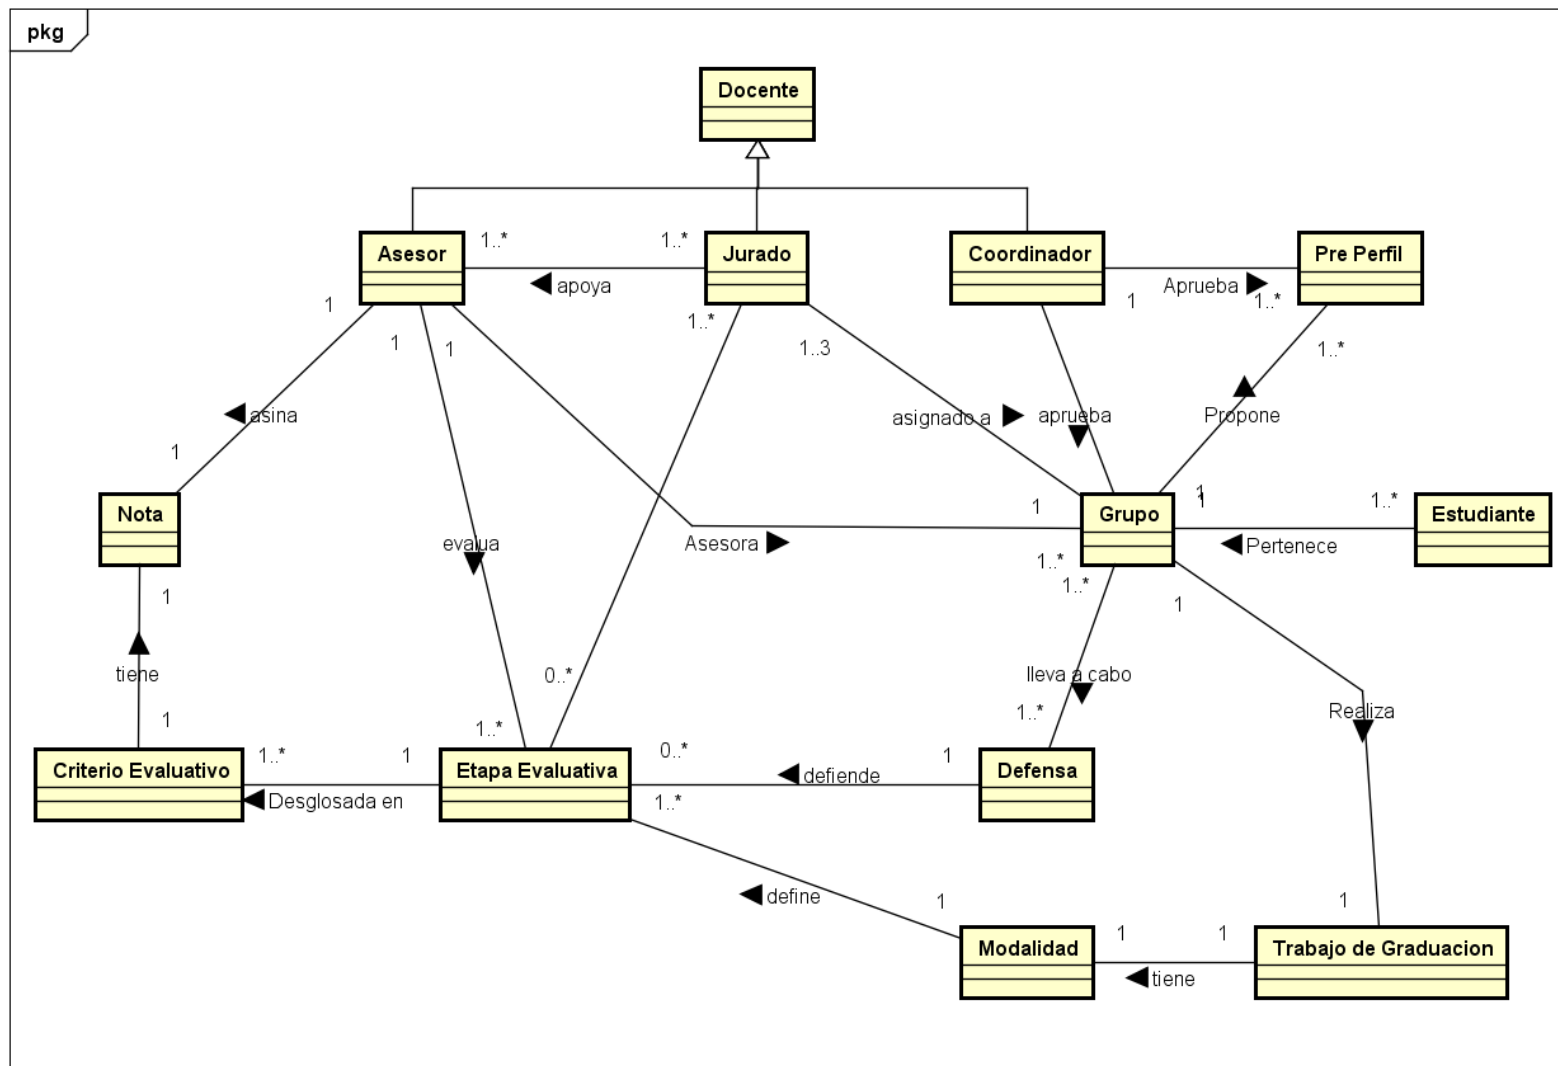 pkg
Docente
Asesor
1..*
1..*
Jurado
Coordinador
Pre Perfil
apoya
Aprueba
1
1..*
1
1
1
1..*
1..3
1..*
asina
asignado a
aprueba
Propone
1
Nota
1
Grupo
1
1
1..*
Estudiante
evalua
Asesora
Pertenece
1..*
1..*
1
1
tiene
0..*
lleva a cabo
1
1..*
1..*
Realiza
Criterio Evaluativo
1..*
1
Etapa Evaluativa
0..*
1
Defensa
defiende
Desglosada en
1..*
define
1
1
Modalidad
1
1
Trabajo de Graduacion
tiene